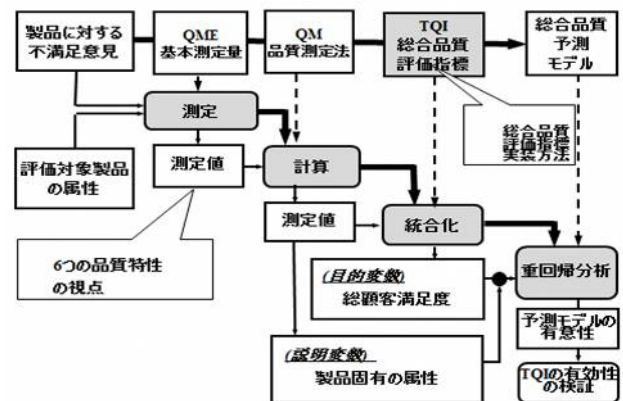 製品に対する
不満足意見
QME
基本測定量
QM
品質測定法
TQI
総合品質
評価指標
総合品質
予測
モデル
測定
総合品質
評価指標
実装方法
評価対象製品
の属性
測定値
計算
測定値
統合化
6つの品質特性
の視点
(目的変数)
総顧客満足度
重回帰分析
予測モデルの
有意性
(説明変数)
製品固有の属性
TQIの有効性
の検証